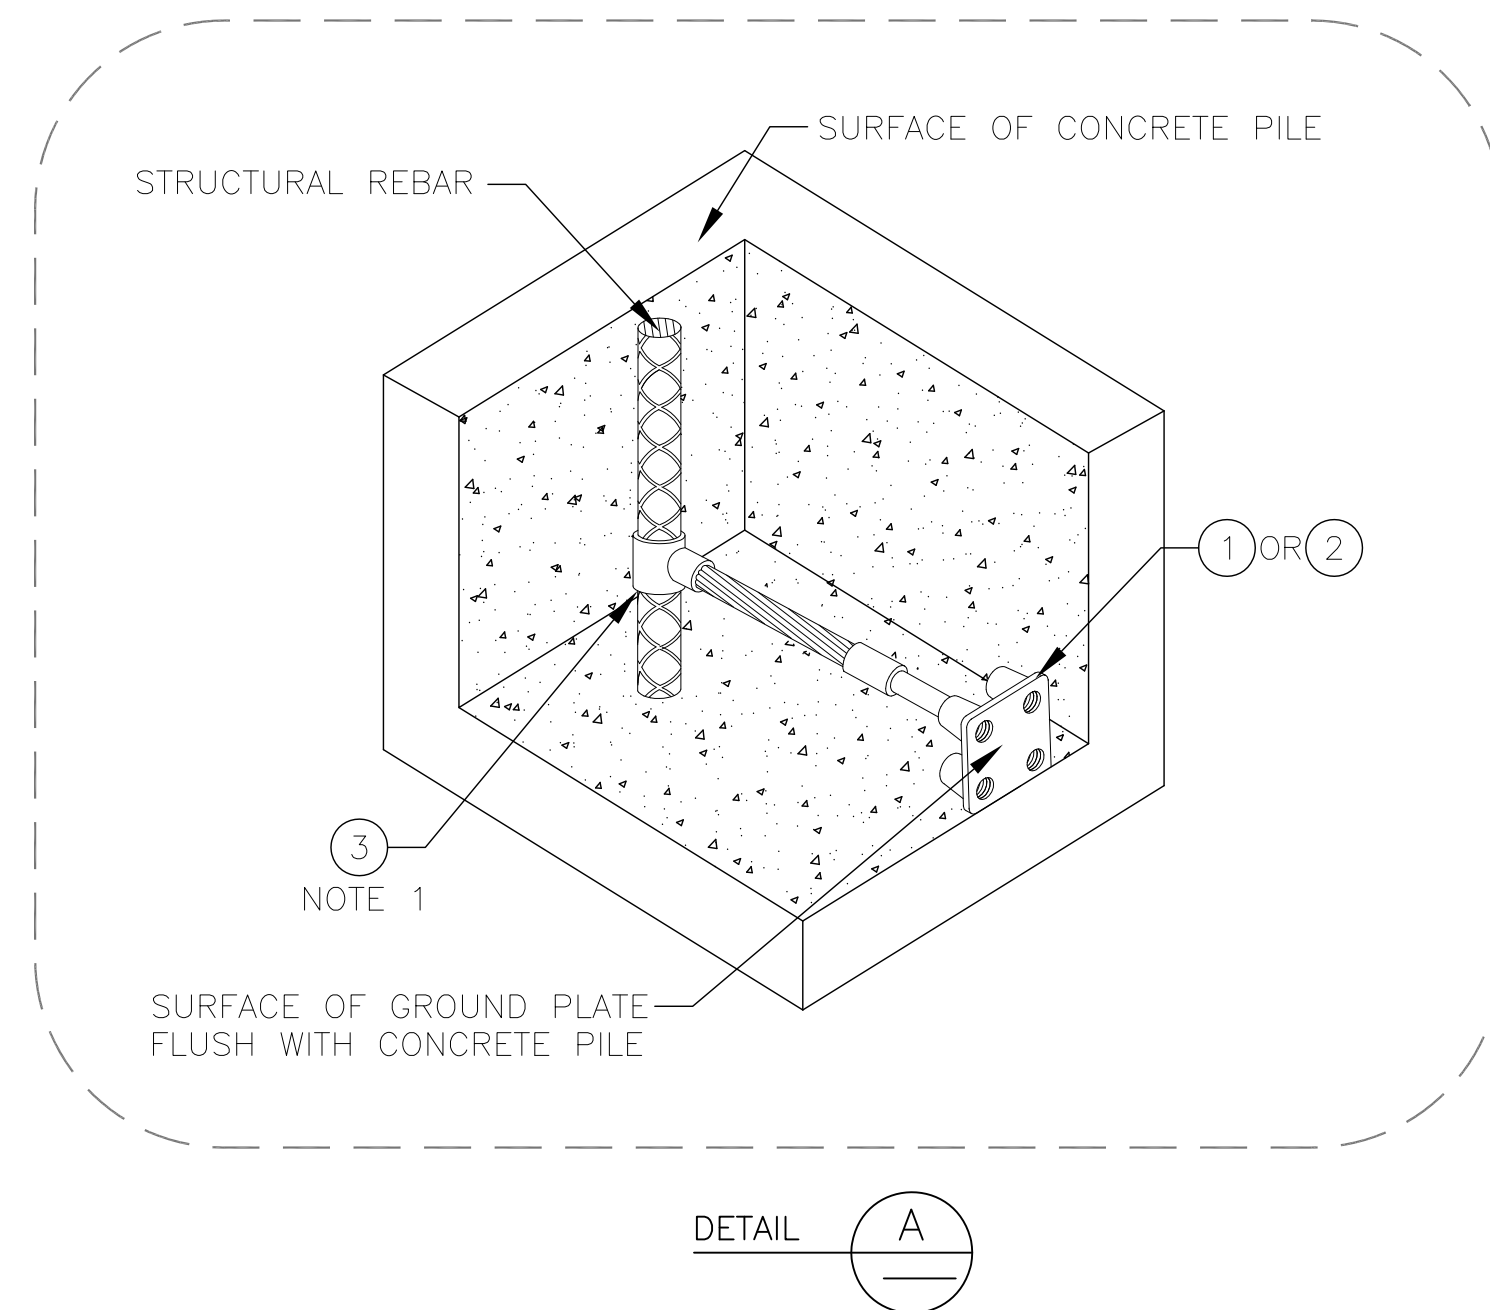 SURFACE OF CONCRETE PILE
STRUCTURAL REBAR
1 OR 2
3
NOTE 1
SURFACE OF GROUND PLATE
FLUSH WITH CONCRETE PILE
DETAIL A